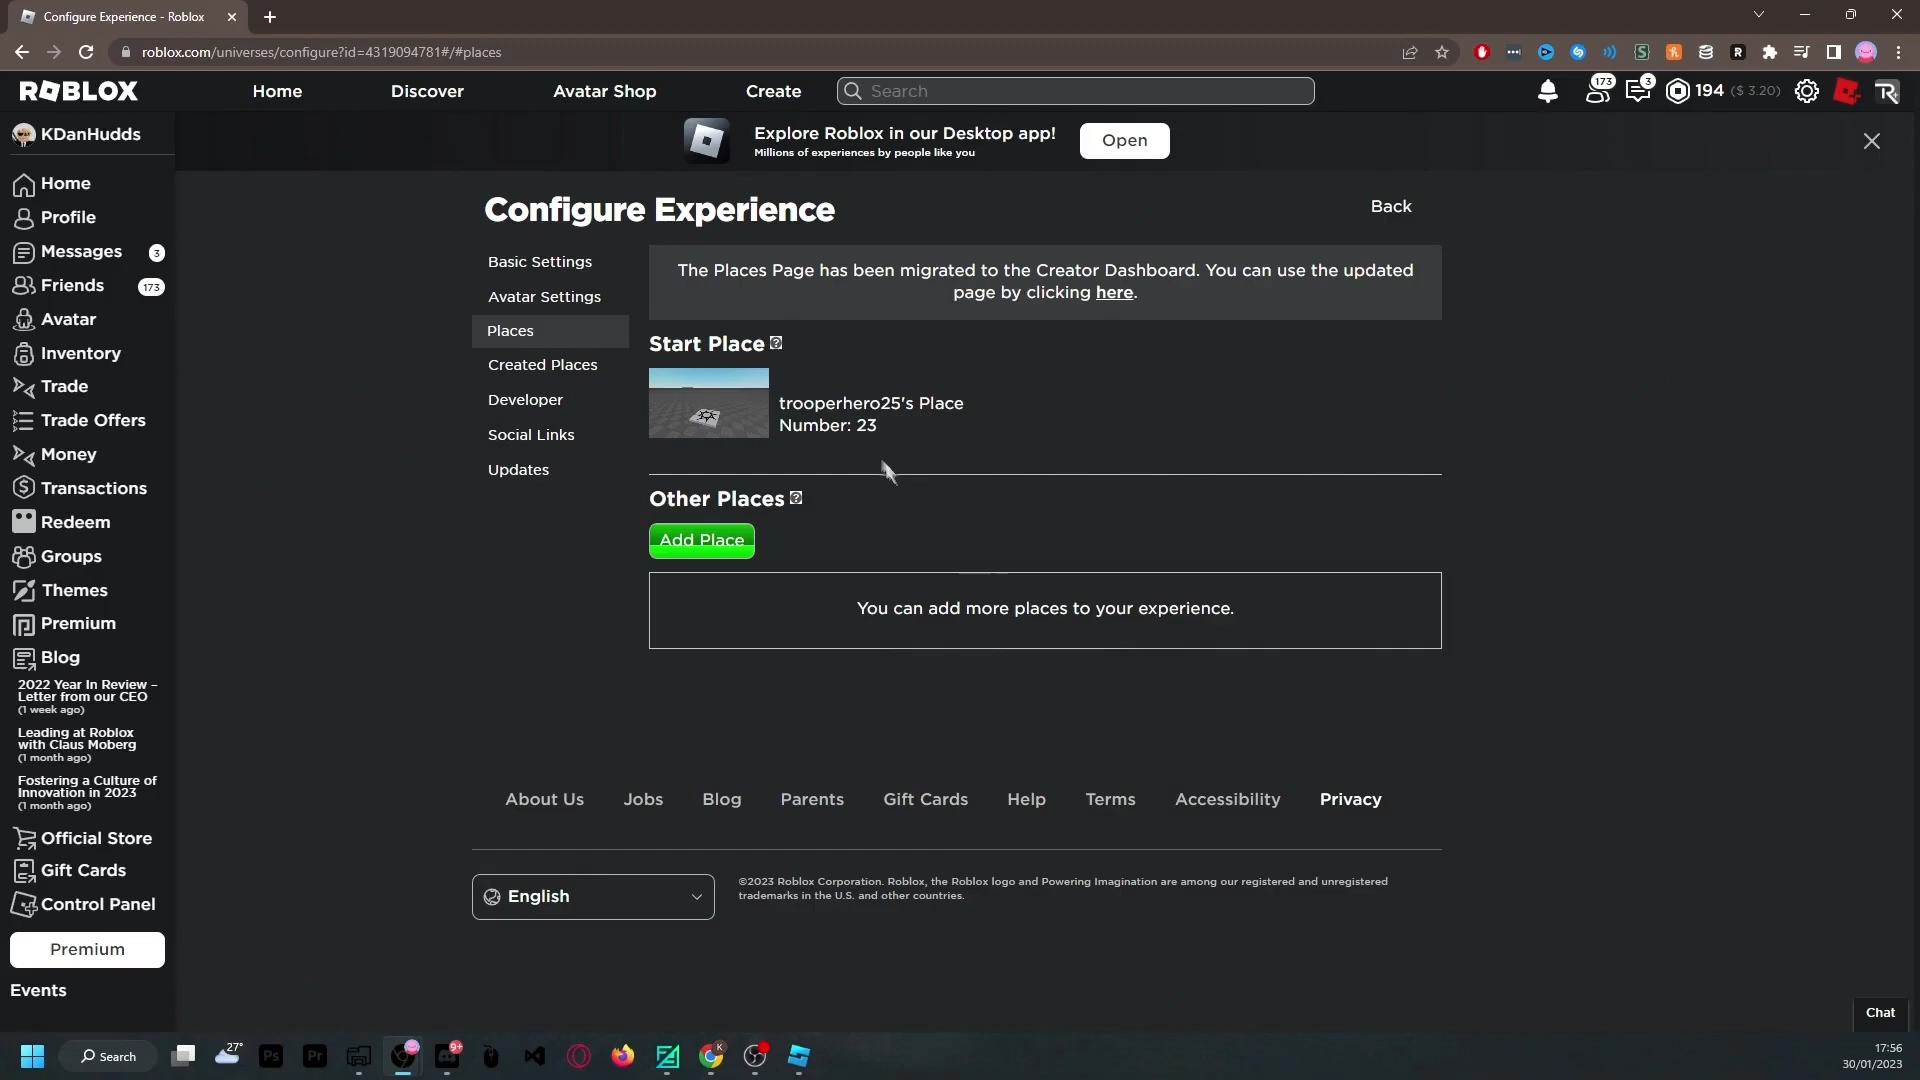 Configure Experience - Roblox
roblox.com/universes/configure?id=4319094781#/#places
ROBLOX
Home
Discover
Avatar Shop
Create
Search
173
3
194 ($ 3.20)
KDanHudds
Explore Roblox in our Desktop app!
Millions of experiences by people like you
Open
Home
Profile
Messages 3
Friends 173
Avatar
Inventory
Trade
Trade Offers
Money
Transactions
Redeem
Groups
Themes
Premium
Blog
2022 Year In Review –
Letter from our CEO
(1 week ago)
Leading at Roblox
with Claus Moberg
(1 month ago)
Fostering a Culture of
Innovation in 2023
(1 month ago)
Official Store
Gift Cards
Control Panel
Premium
Events
Configure Experience
Back
Basic Settings
Avatar Settings
Places
Created Places
Developer
Social Links
Updates
The Places Page has been migrated to the Creator Dashboard. You can use the updated
page by clicking here.
Start Place
trooperhero25's Place
Number: 23
Other Places
Add Place
You can add more places to your experience.
About Us
Jobs
Blog
Parents
Gift Cards
Help
Terms
Accessibility
Privacy
English
©2023 Roblox Corporation. Roblox, the Roblox logo and Powering Imagination are among our registered and unregistered
trademarks in the U.S. and other countries.
Chat
Search
27°
Ps
Pr
9+
K
17:56
30/01/2023